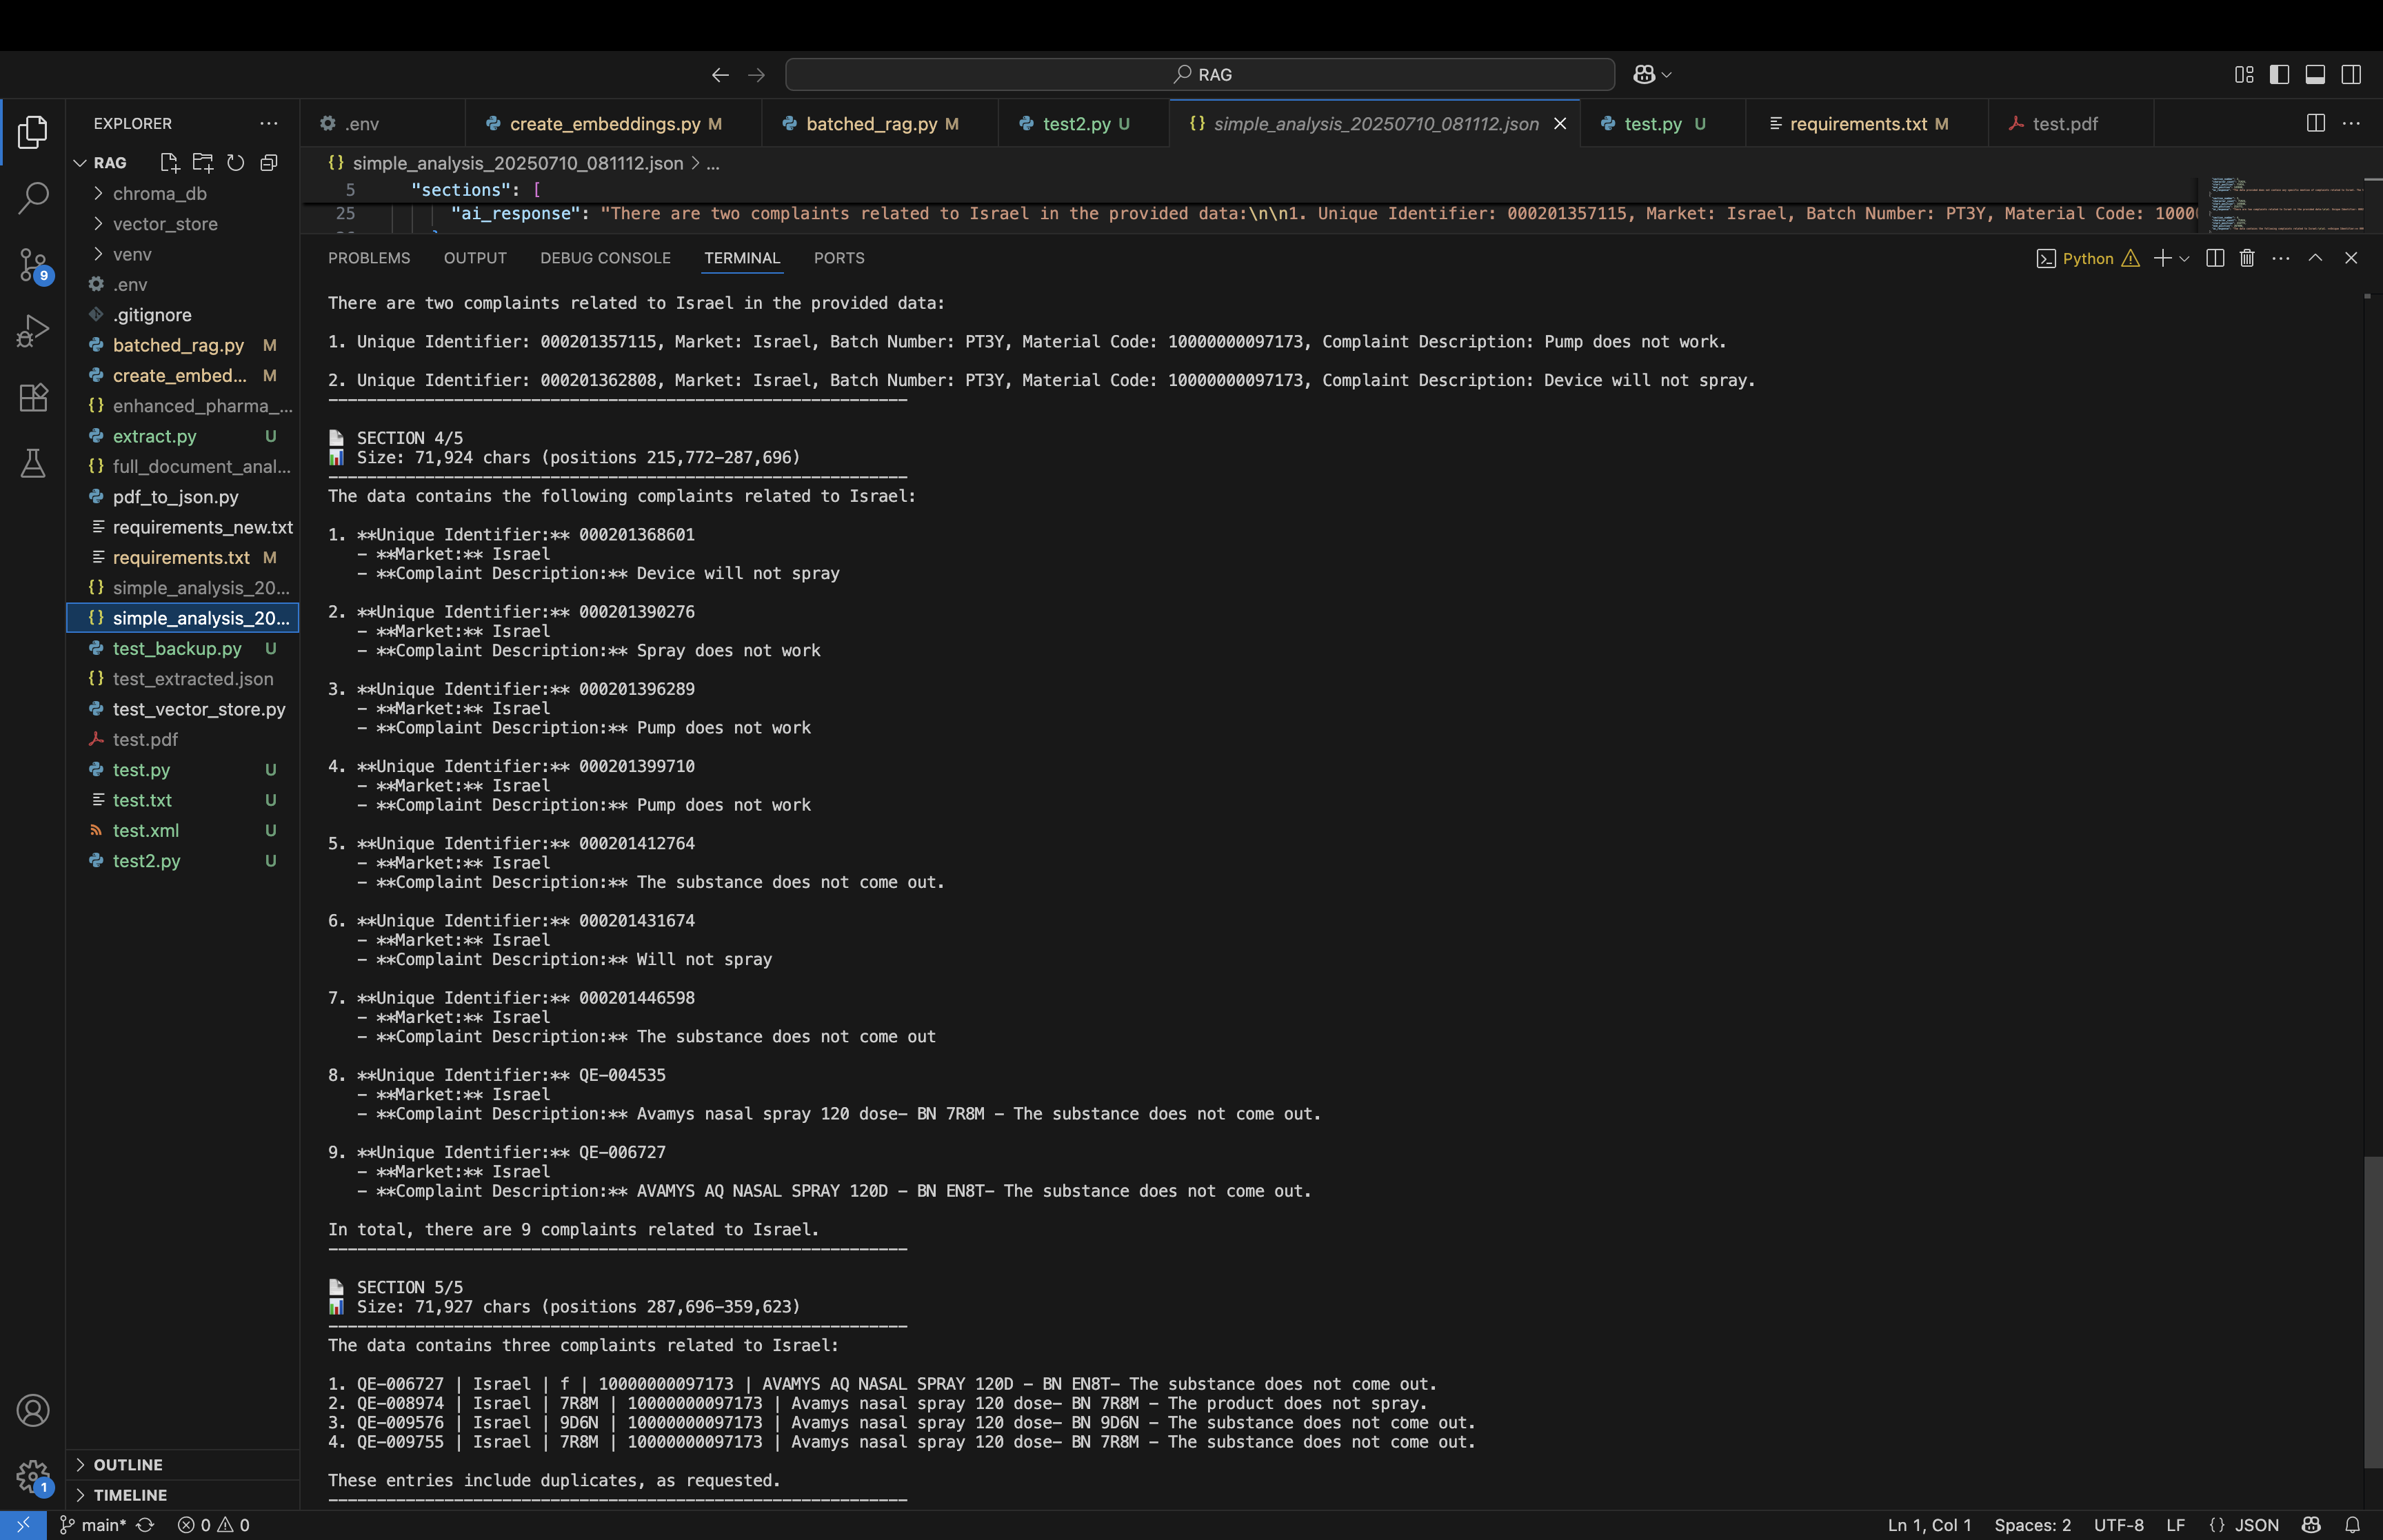 RAG
EXPLORER
RAG
chroma_db
vector_store
venv
.env
.gitignore
batched_rag.py M
create_embed... M
enhanced_pharma_...
extract.py U
full_document_anal...
pdf_to_json.py
requirements_new.txt
requirements.txt M
simple_analysis_20...
simple_analysis_20...
test_backup.py U
test_extracted.json
test_vector_store.py
test.pdf
test.py U
test.txt U
test.xml U
test2.py U
OUTLINE
TIMELINE
9
1
.env
create_embeddings.py M
batched_rag.py M
test2.py U
{} simple_analysis_20250710_081112.json
test.py U
requirements.txt M
test.pdf
{} simple_analysis_20250710_081112.json > ...
5 "sections": [
25 "ai_response": "There are two complaints related to Israel in the provided data:\n\n1. Unique Identifier: 000201357115, Market: Israel, Batch Number: PT3Y, Material Code: 1000
PROBLEMS OUTPUT DEBUG CONSOLE TERMINAL PORTS
Python
There are two complaints related to Israel in the provided data:
1. Unique Identifier: 000201357115, Market: Israel, Batch Number: PT3Y, Material Code: 10000000097173, Complaint Description: Pump does not work.
2. Unique Identifier: 000201362808, Market: Israel, Batch Number: PT3Y, Material Code: 10000000097173, Complaint Description: Device will not spray.
------------------------------------------------------------
SECTION 4/5
Size: 71,924 chars (positions 215,772-287,696)
------------------------------------------------------------
The data contains the following complaints related to Israel:
1. **Unique Identifier:** 000201368601
- **Market:** Israel
- **Complaint Description:** Device will not spray
2. **Unique Identifier:** 000201390276
- **Market:** Israel
- **Complaint Description:** Spray does not work
3. **Unique Identifier:** 000201396289
- **Market:** Israel
- **Complaint Description:** Pump does not work
4. **Unique Identifier:** 000201399710
- **Market:** Israel
- **Complaint Description:** Pump does not work
5. **Unique Identifier:** 000201412764
- **Market:** Israel
- **Complaint Description:** The substance does not come out.
6. **Unique Identifier:** 000201431674
- **Market:** Israel
- **Complaint Description:** Will not spray
7. **Unique Identifier:** 000201446598
- **Market:** Israel
- **Complaint Description:** The substance does not come out
8. **Unique Identifier:** QE-004535
- **Market:** Israel
- **Complaint Description:** Avamys nasal spray 120 dose- BN 7R8M - The substance does not come out.
9. **Unique Identifier:** QE-006727
- **Market:** Israel
- **Complaint Description:** AVAMYS AQ NASAL SPRAY 120D - BN EN8T- The substance does not come out.
In total, there are 9 complaints related to Israel.
------------------------------------------------------------
SECTION 5/5
Size: 71,927 chars (positions 287,696-359,623)
------------------------------------------------------------
The data contains three complaints related to Israel:
1. QE-006727 | Israel | f | 10000000097173 | AVAMYS AQ NASAL SPRAY 120D - BN EN8T- The substance does not come out.
2. QE-008974 | Israel | 7R8M | 10000000097173 | Avamys nasal spray 120 dose- BN 7R8M - The product does not spray.
3. QE-009576 | Israel | 9D6N | 10000000097173 | Avamys nasal spray 120 dose- BN 9D6N - The substance does not come out.
4. QE-009755 | Israel | 7R8M | 10000000097173 | Avamys nasal spray 120 dose- BN 7R8M - The substance does not come out.
These entries include duplicates, as requested.
------------------------------------------------------------
main* 0 0
Ln 1, Col 1 Spaces: 2 UTF-8 LF {} JSON